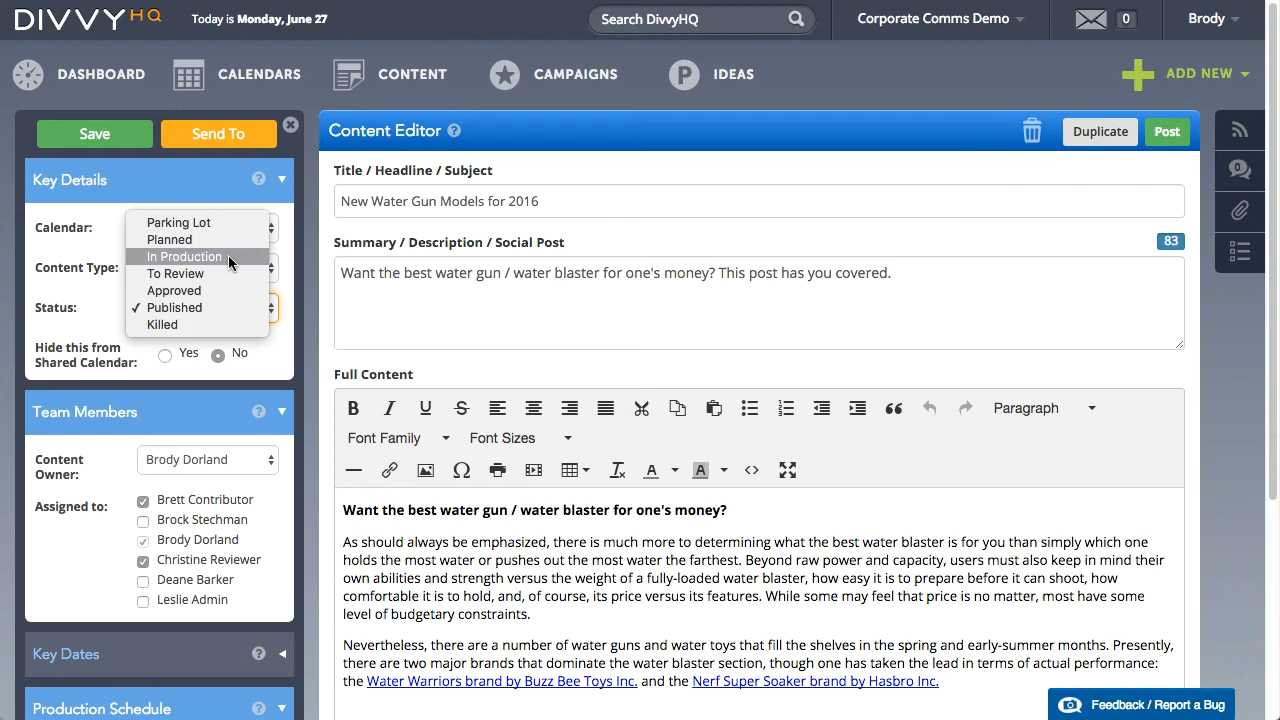 DIVVYHQ
Today is Monday, June 27
Search DivvyHQ
Corporate Comms Demo
0
Brody
DASHBOARD
CALENDARS
CONTENT
CAMPAIGNS
P
IDEAS
ADD NEW
Save
Send To
Key Details ?
Calendar:
Content Type:
Status:
Parking Lot
Planned
In Production
To Review
Approved
✓ Published
Killed
Hide this from
Shared Calendar:
Yes
No
Team Members ?
Content
Owner:
Brody Dorland
Assigned to:
Brett Contributor
Brock Stechman
Brody Dorland
Christine Reviewer
Deane Barker
Leslie Admin
Key Dates ?
Production Schedule ?
Content Editor ?
Duplicate
Post
0
Title / Headline / Subject
New Water Gun Models for 2016
Summary / Description / Social Post
83
Want the best water gun / water blaster for one's money? This post has you covered.
Full Content
B I U S
Paragraph
Font Family
Font Sizes
Ω
A
A
Want the best water gun / water blaster for one's money?
As should always be emphasized, there is much more to determining what the best water blaster is for you than simply which one
holds the most water or pushes out the most water the farthest. Beyond raw power and capacity, users must also keep in mind their
own abilities and strength versus the weight of a fully-loaded water blaster, how easy it is to prepare before it can shoot, how
comfortable it is to hold, and, of course, its price versus its features. While some may feel that price is no matter, most have some
level of budgetary constraints.
Nevertheless, there are a number of water guns and water toys that fill the shelves in the spring and early-summer months. Presently,
there are two major brands that dominate the water blaster section, though one has taken the lead in terms of actual performance:
the Water Warriors brand by Buzz Bee Toys Inc. and the Nerf Super Soaker brand by Hasbro Inc.
Feedback / Report a Bug